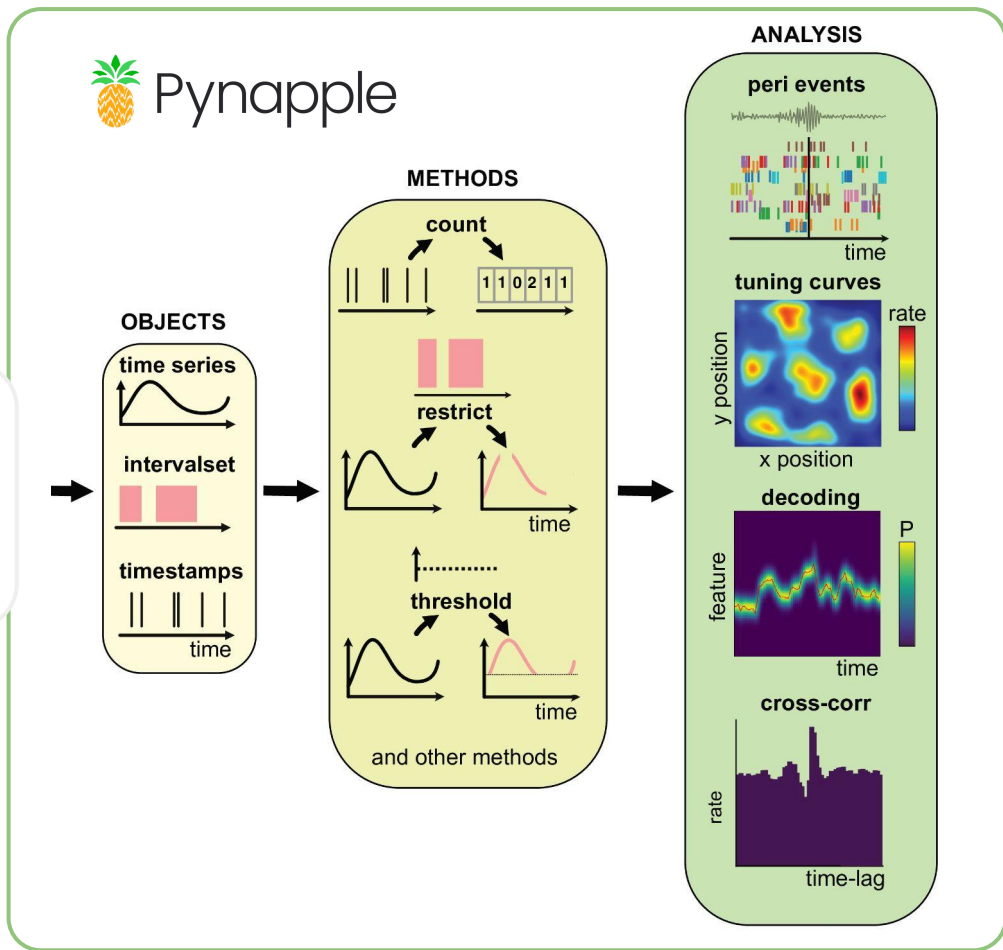 Pynapple
OBJECTS
time series
intervalset
timestamps
time
METHODS
count
1 1 0 2 1 1
restrict
time
threshold
time
and other methods
ANALYSIS
peri events
time
tuning curves
rate
y position
x position
decoding
P
feature
time
cross-corr
rate
time-lag